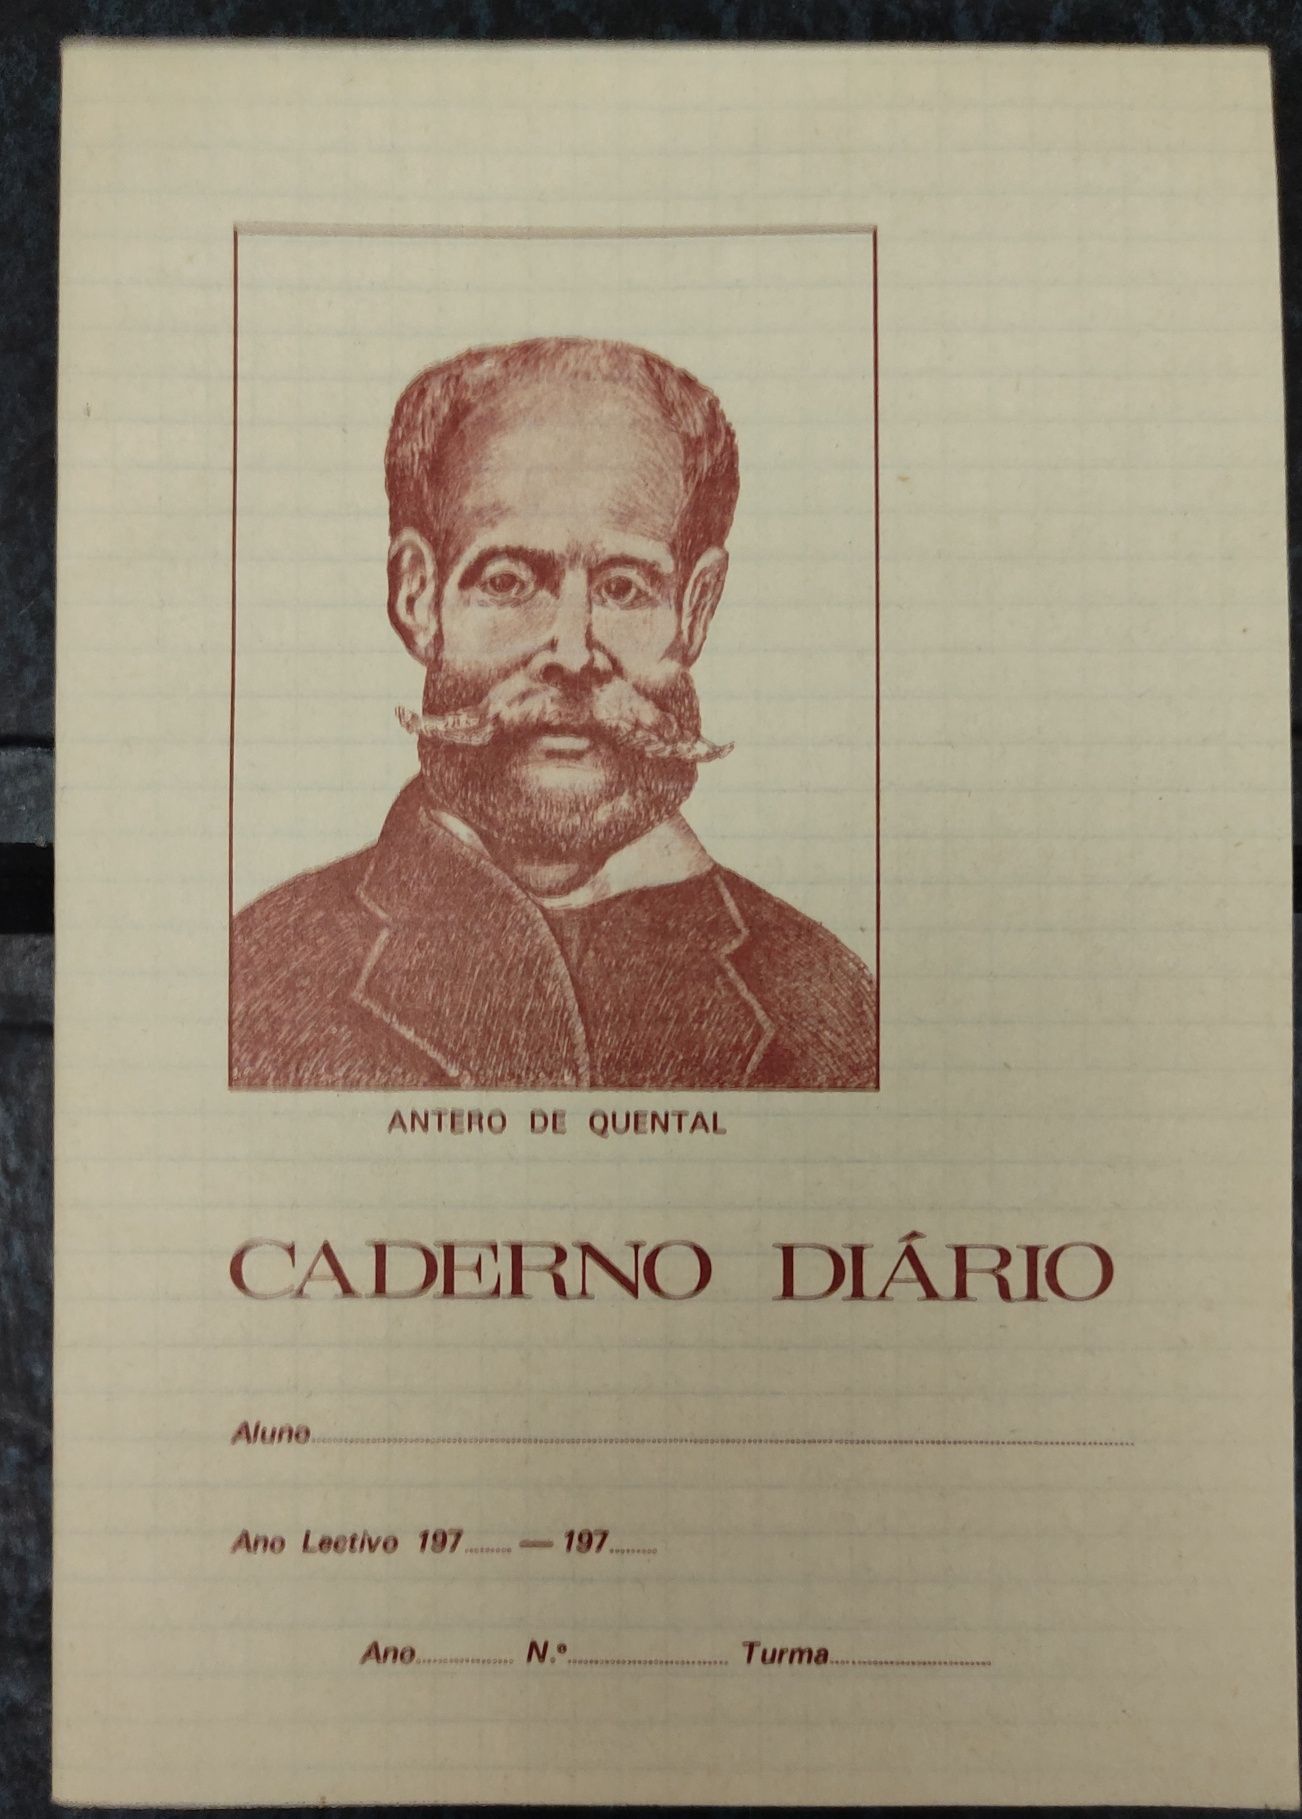 ANTERO DE QUENTAL
CADERNO DIÁRIO
Aluno
Ano Lectivo 197........ — 197........
Ano.................. N.º.............................. Turma..............................